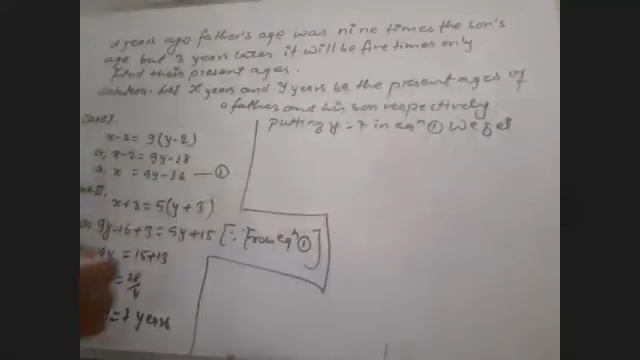 years ago father's age was nine times the son's
age but 3 years later it will be five times only
Find their present ages.
Solution. Let x years and y years be the present ages of
a father and his son respectively.
putting y = 7 in eqⁿ ① We get
Case I.
x-2 = 9(y-2)
or, x-2 = 9y-18
or, x = 9y-16 — ①
x+3 = 5(y+3)
9y-16+3 = 5y+15 [∵ From eqⁿ ①]
4y = 15+13
= 28/4
= 7 years